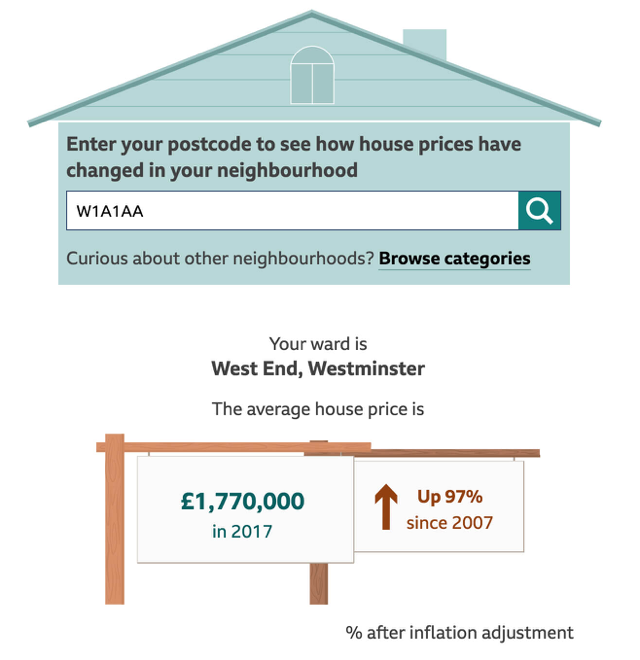 Enter your postcode to see how house prices have
changed in your neighbourhood
W1A1AA
Curious about other neighbourhoods? Browse categories
Your ward is
West End, Westminster
The average house price is
£1,770,000
in 2017
Up 97%
since 2007
% after inflation adjustment